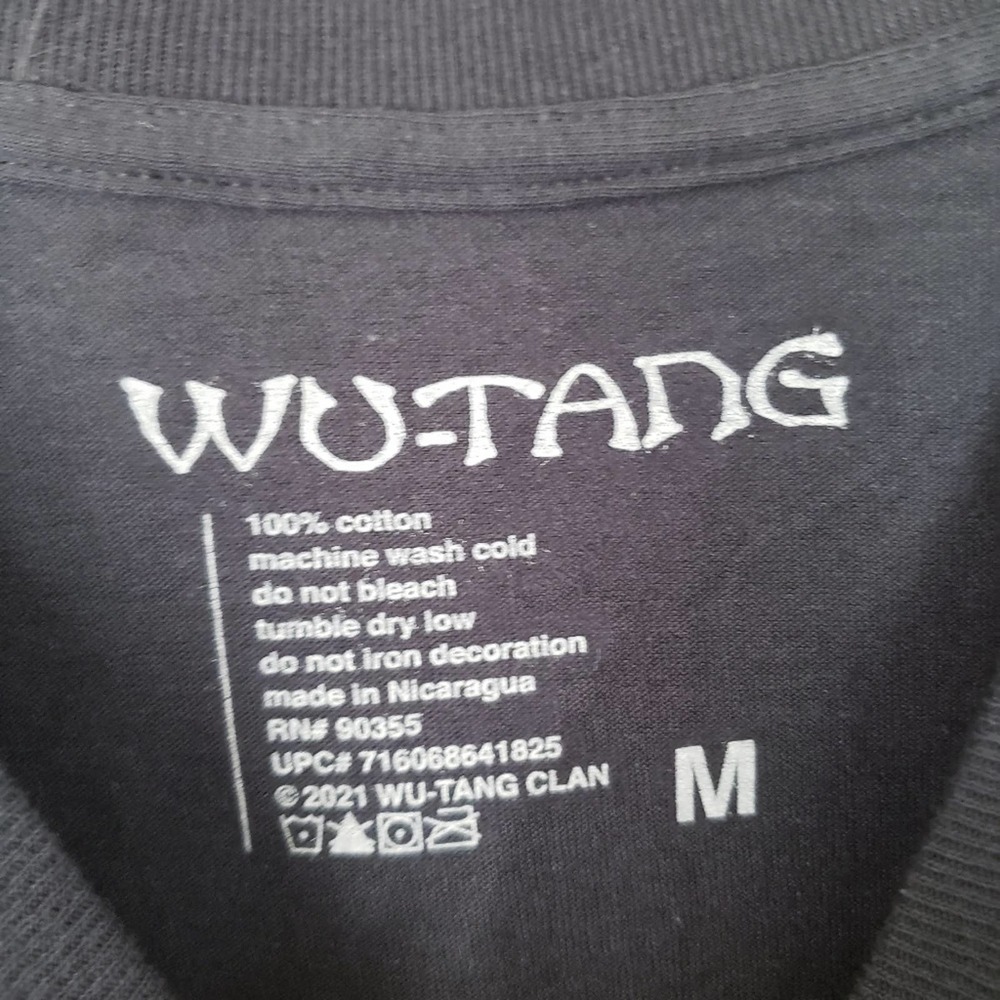 WU-TANG
100% cotton
machine wash cold
do not bleach
tumble dry low
do not iron decoration
made in Nicaragua
RN# 90355
UPC# 716068641825
© 2021 WU-TANG CLAN
M